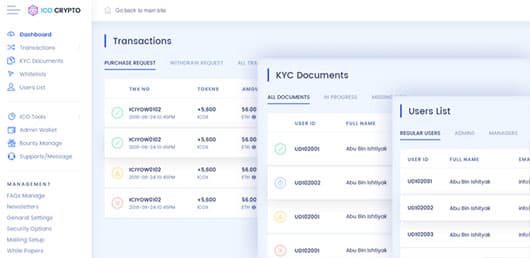 ICO CRYPTO
Go back to main site
Dashboard
Transactions
KYC Documents
Whitelists
Users List
ICO Tools
Admin Wallet
Bounty Manage
Supports/Message
MANAGEMENT
FAQs Manage
Newsletters
General Settings
Security Options
Mailing Setup
White Papers
Transactions
PURCHASE REQUEST WITHDRAW REQUEST ALL TRA
TNX NO TOKENS AMOU
ICIYOW0102 +5,600 56.00
2018-08-24 10:45PM ICOX ETH
ICIYOW0102 +5,600 56.00
2018-08-24 10:45PM ICOX ETH
ICIYOW0102 +5,600 56.00
2018-08-24 10:45PM ICOX ETH
ICIYOW0102 +5,600 56.00
2018-08-24 10:45PM ICOX ETH
KYC Documents
ALL DOCUMENTS IN PROGRESS MISSING
USER ID FULL NAME
UD1020001 Abu Bin Ishityak
UD102002 Abu Bin Ishityak
UD1020001 Abu Bin Ishityak
UD102001 Abu Bin Ishityak
Users List
REGULAR USERS ADMINS MANAGERS
USER ID FULL NAME EMA
UD102001 Abu Bin Ishtiyak info
UD102002 Abu Bin Ishtiyak info
UD102003 Abu Bin Ishtiyak info